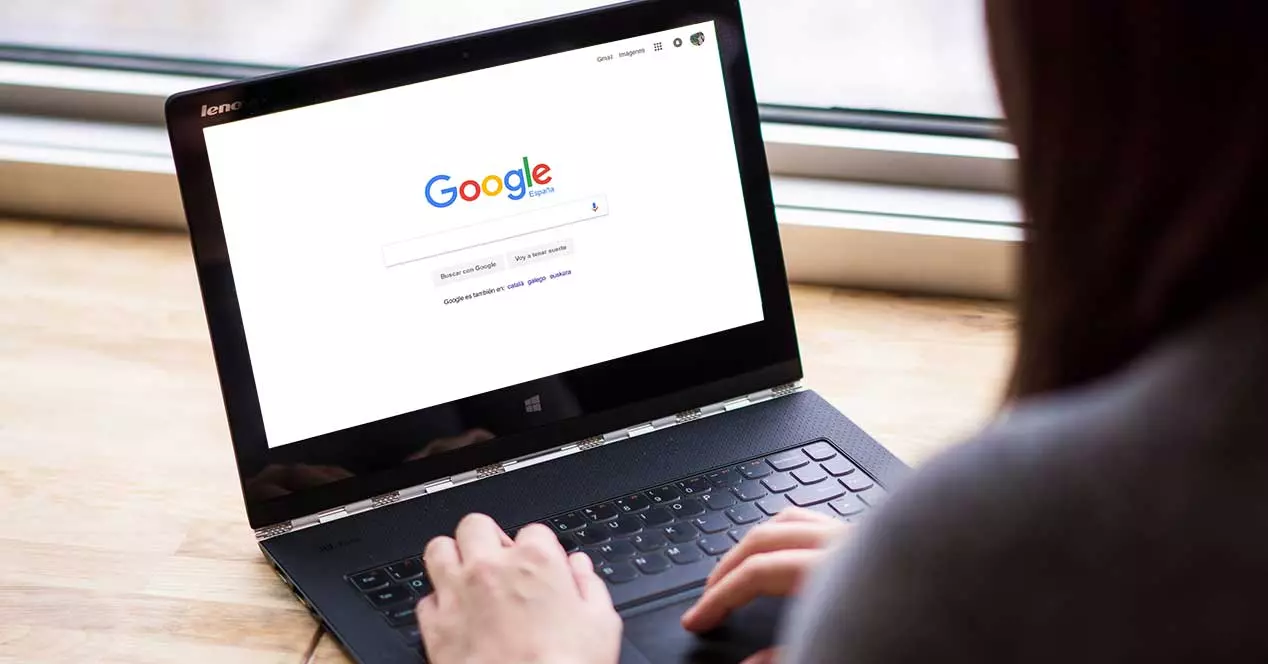 lenovo
Gmail Imágenes
Google
España
Buscar con Google Voy a tener suerte
Google es también en: català galego euskara